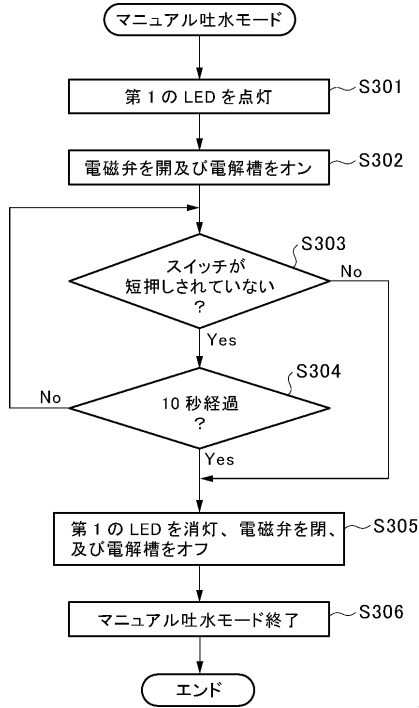 マニュアル吐水モード
第1のLEDを点灯
S301
電磁弁を開及び電解槽をオン
S302
S303
スイッチが
短押しされていない
?
No
Yes
S304
10秒経過
?
No
Yes
第1のLEDを消灯、電磁弁を閉、
及び電解槽をオフ
S305
マニュアル吐水モード終了
S306
エンド